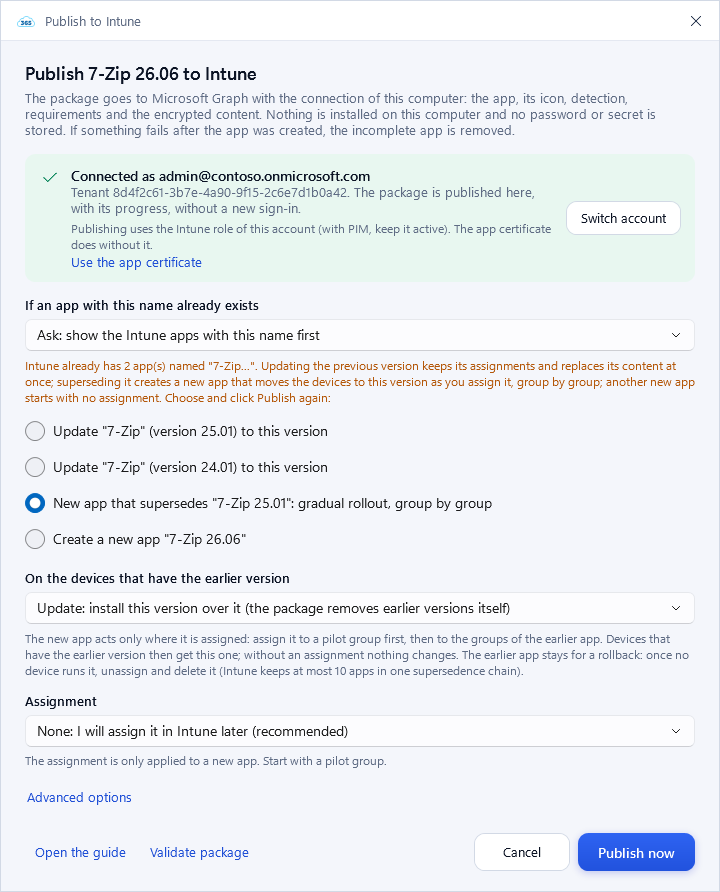 365 Publish to Intune
Publish 7-Zip 26.06 to Intune
The package goes to Microsoft Graph with the connection of this computer: the app, its icon, detection,
requirements and the encrypted content. Nothing is installed on this computer and no password or secret is
stored. If something fails after the app was created, the incomplete app is removed.
Connected as admin@contoso.onmicrosoft.com
Tenant 8d4f2c61-3b7e-4a90-9f15-2c6e7d1b0a42. The package is published here,
with its progress, without a new sign-in.
Publishing uses the Intune role of this account (with PIM, keep it active). The app certificate
does without it.
Use the app certificate
Switch account
If an app with this name already exists
Ask: show the Intune apps with this name first
Intune already has 2 app(s) named "7-Zip...". Updating the previous version keeps its assignments and replaces its content at
once; superseding it creates a new app that moves the devices to this version as you assign it, group by group; another new app
starts with no assignment. Choose and click Publish again:
Update "7-Zip" (version 25.01) to this version
Update "7-Zip" (version 24.01) to this version
New app that supersedes "7-Zip 25.01": gradual rollout, group by group
Create a new app "7-Zip 26.06"
On the devices that have the earlier version
Update: install this version over it (the package removes earlier versions itself)
The new app acts only where it is assigned: assign it to a pilot group first, then to the groups of the earlier app. Devices that
have the earlier version then get this one; without an assignment nothing changes. The earlier app stays for a rollback: once no
device runs it, unassign and delete it (Intune keeps at most 10 apps in one supersedence chain).
Assignment
None: I will assign it in Intune later (recommended)
The assignment is only applied to a new app. Start with a pilot group.
Advanced options
Open the guide Validate package Cancel Publish now